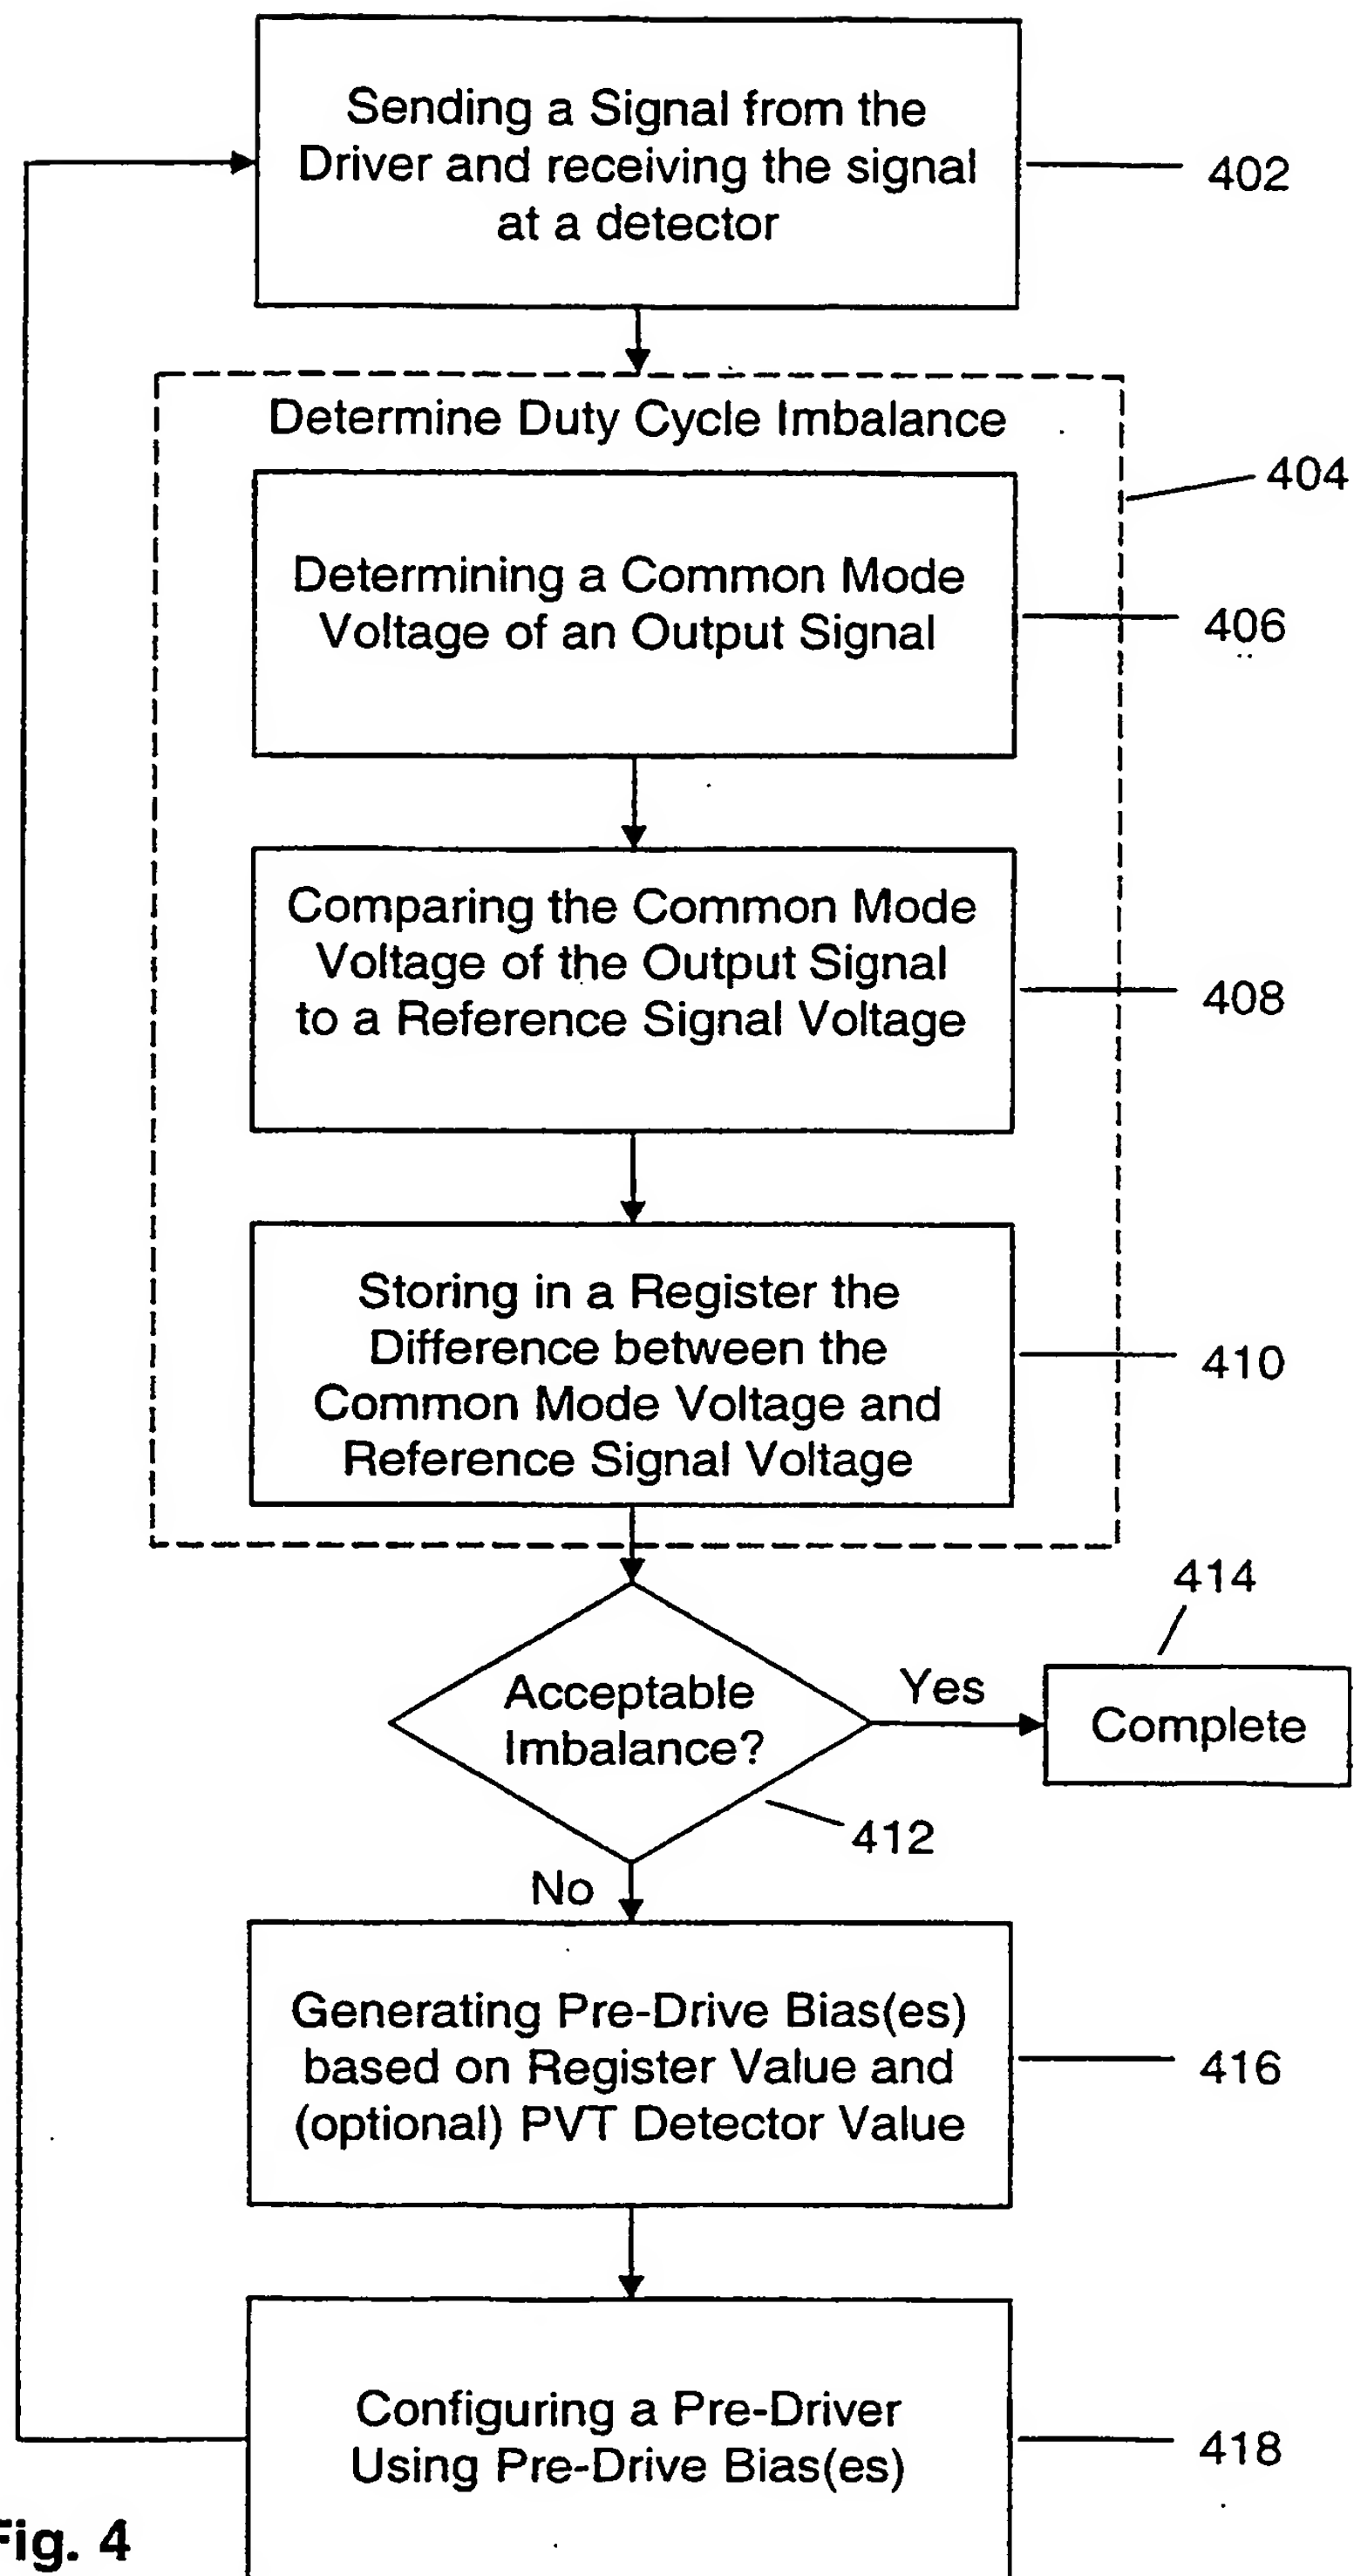 Sending a Signal from the
Driver and receiving the signal
at a detector
402
Determine Duty Cycle Imbalance
404
Determining a Common Mode
Voltage of an Output Signal
406
Comparing the Common Mode
Voltage of the Output Signal
to a Reference Signal Voltage
408
Storing in a Register the
Difference between the
Common Mode Voltage and
Reference Signal Voltage
410
414
Acceptable
Imbalance?
Yes
Complete
412
No
Generating Pre-Drive Bias(es)
based on Register Value and
(optional) PVT Detector Value
416
Configuring a Pre-Driver
Using Pre-Drive Bias(es)
418
Fig. 4